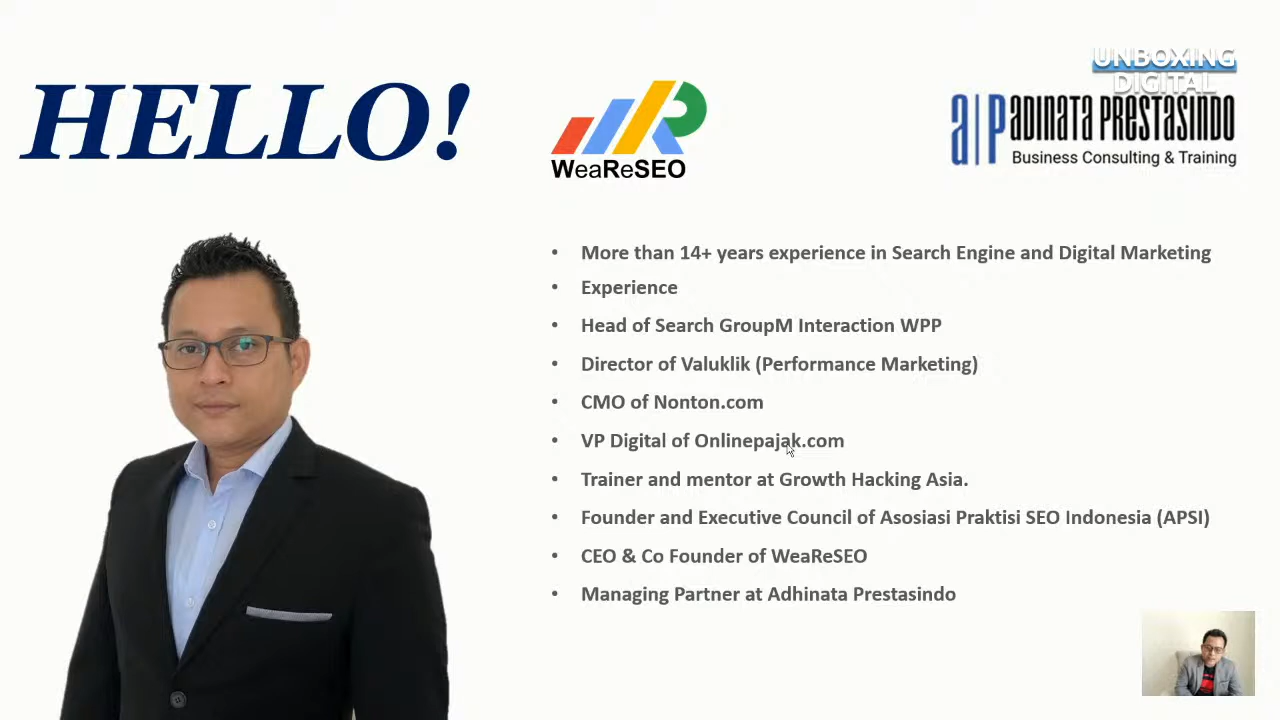 HELLO!
WeaReSEO
UNBOXING
DIGITAL
a|P ADINATA PRESTASINDO
Business Consulting & Training
• More than 14+ years experience in Search Engine and Digital Marketing
• Experience
• Head of Search GroupM Interaction WPP
• Director of Valuklik (Performance Marketing)
• CMO of Nonton.com
• VP Digital of Onlinepajak.com
• Trainer and mentor at Growth Hacking Asia.
• Founder and Executive Council of Asosiasi Praktisi SEO Indonesia (APSI)
• CEO & Co Founder of WeaReSEO
• Managing Partner at Adhinata Prestasindo